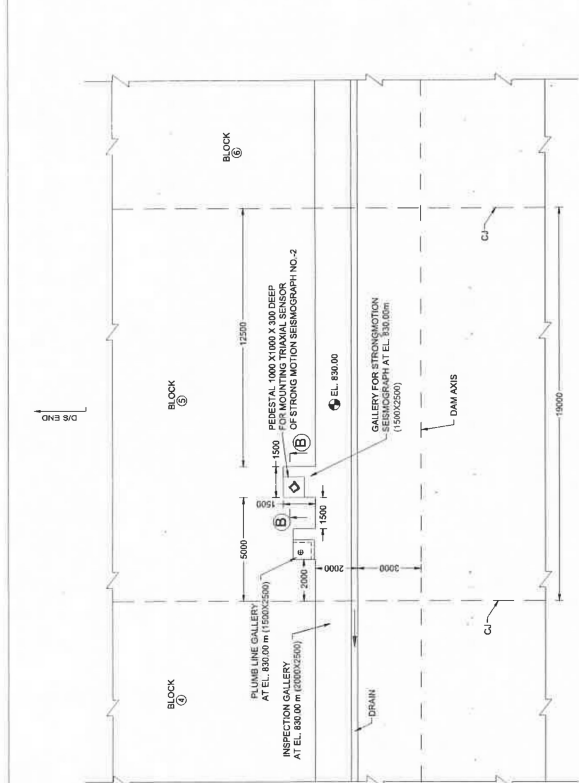 D/S END
BLOCK
④
BLOCK
⑤
BLOCK
⑥
12500
5000
1500
1500
1500
2000
2000
3000
19000
PLUMB LINE GALLERY
AT EL. 830.00 m (1500X2500)
INSPECTION GALLERY
AT EL. 830.00 m (2000X2500)
PEDESTAL 1000 X1000 X 300 DEEP
FOR MOUNTING TRIAXIAL SENSOR
OF STRONG MOTION SEISMOGRAPH NO.-2
B
B
EL. 830.00
GALLERY FOR STRONGMOTION
SEISMOGRAPH AT EL. 830.00m
(1500X2500)
DRAIN
DAM AXIS
CJ
CJ